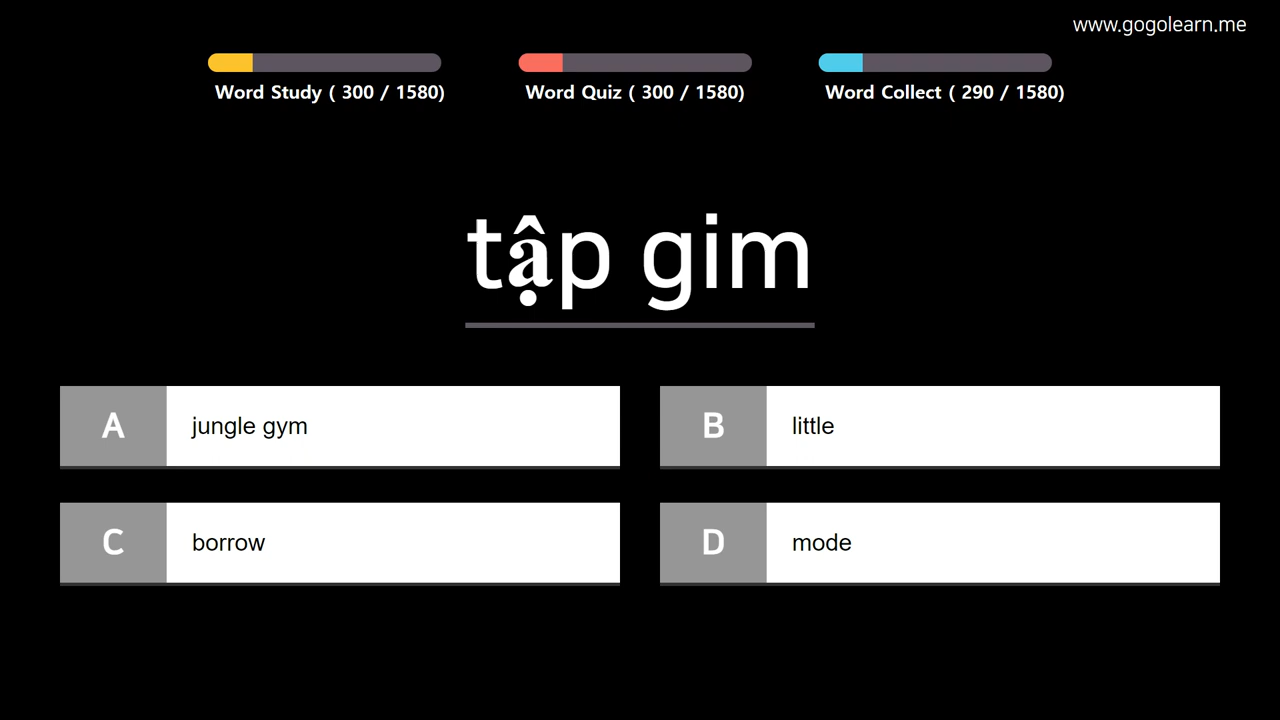 www.gogolearn.me
Word Study ( 300 / 1580)
Word Quiz ( 300 / 1580)
Word Collect ( 290 / 1580)
tập gim
A jungle gym
B little
C borrow
D mode